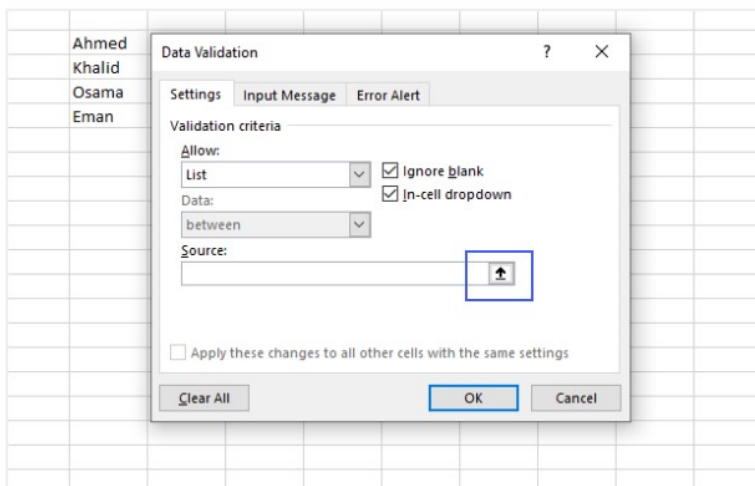 Ahmed
Khalid
Osama
Eman
Data Validation
?
Settings
Input Message
Error Alert
Validation criteria
Allow:
List
Ignore blank
In-cell dropdown
Data:
between
Source:
Apply these changes to all other cells with the same settings
Clear All
OK
Cancel